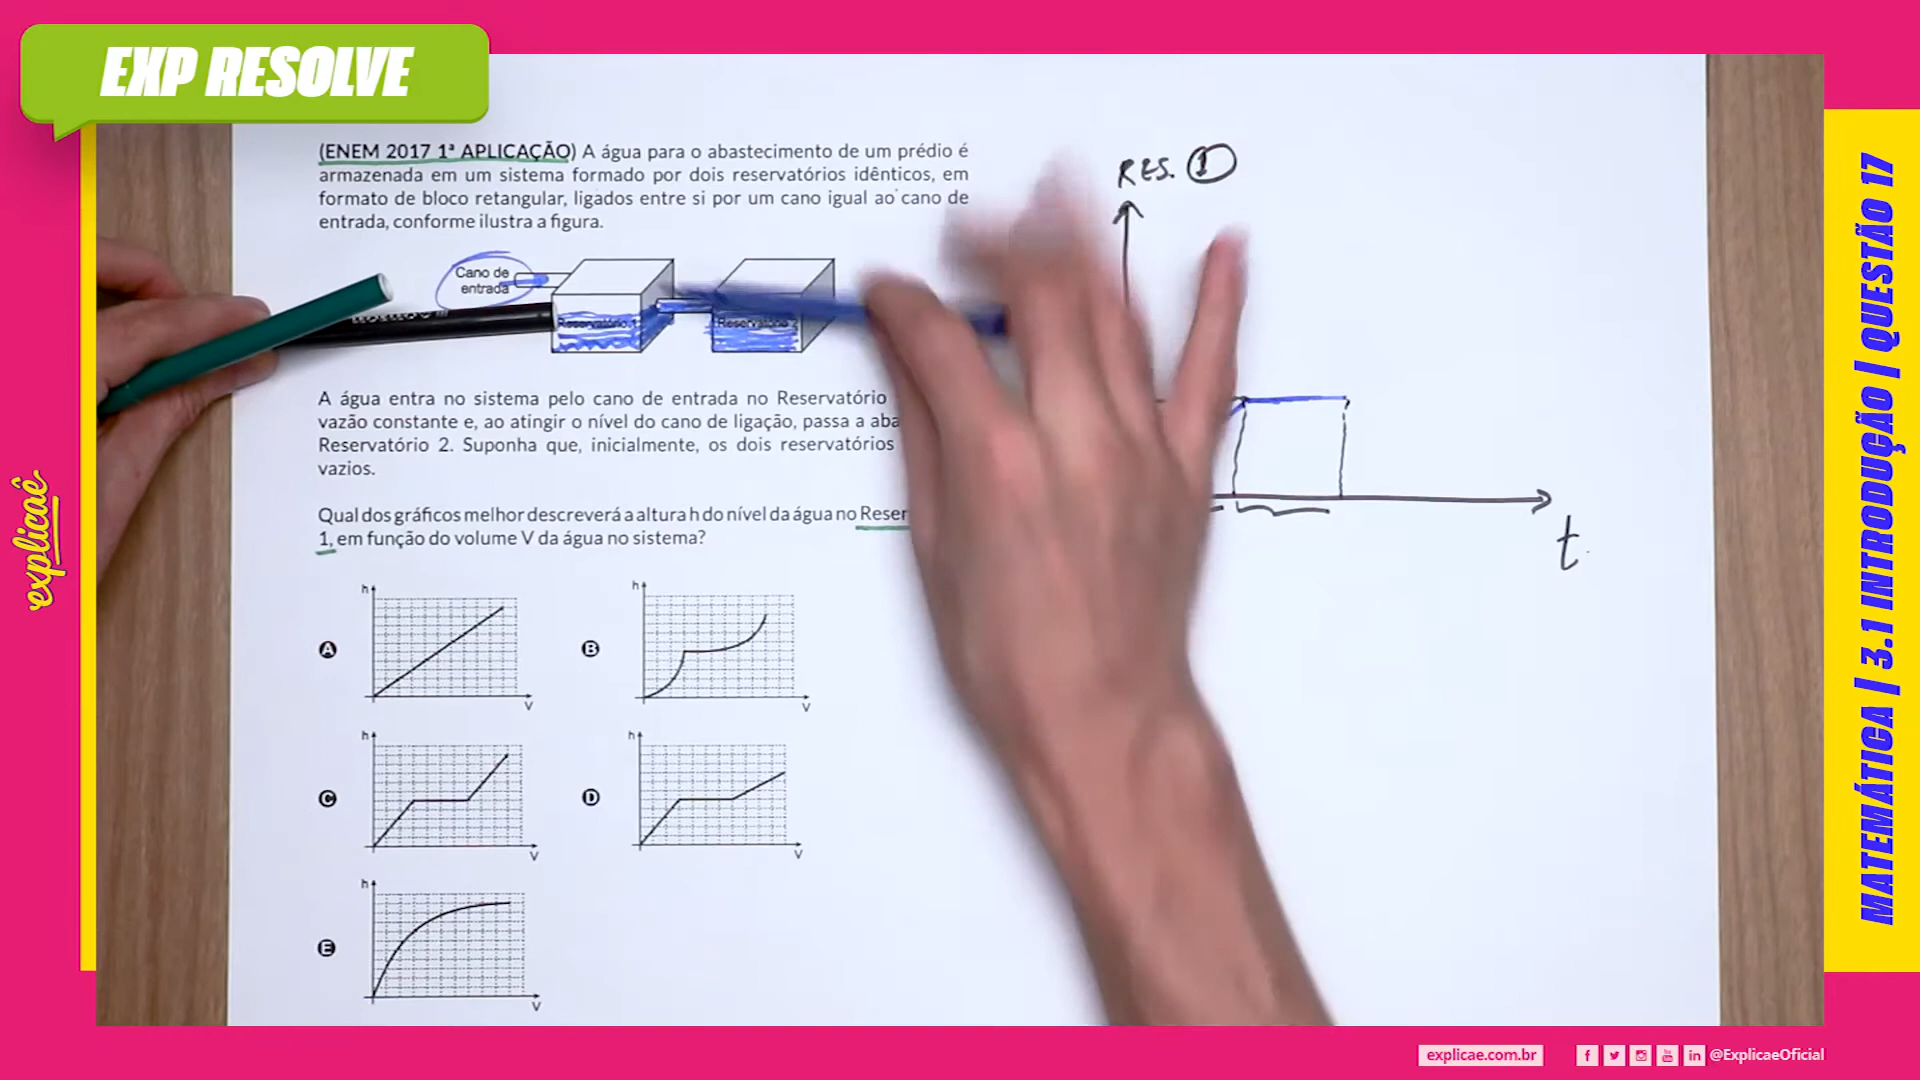 EXP RESOLVE
(ENEM 2017 1ª APLICAÇÃO) A água para o abastecimento de um prédio é
armazenada em um sistema formado por dois reservatórios idênticos, em
formato de bloco retangular, ligados entre si por um cano igual ao cano de
entrada, conforme ilustra a figura.
Cano de
entrada
Reservatório 1
Reservatório 2
A água entra no sistema pelo cano de entrada no Reservatório
vazão constante e, ao atingir o nível do cano de ligação, passa a
Reservatório 2. Suponha que, inicialmente, os dois reservatórios
vazios.
Qual dos gráficos melhor descreverá a altura h do nível da água no
1, em função do volume V da água no sistema?
RES. 1
t
A
h
V
B
h
V
C
h
V
D
h
V
E
h
V
explicaê
MATEMÁTICA | 3.1 INTRODUÇÃO | QUESTÃO 17
explicae.com.br
@ExplicaeOficial